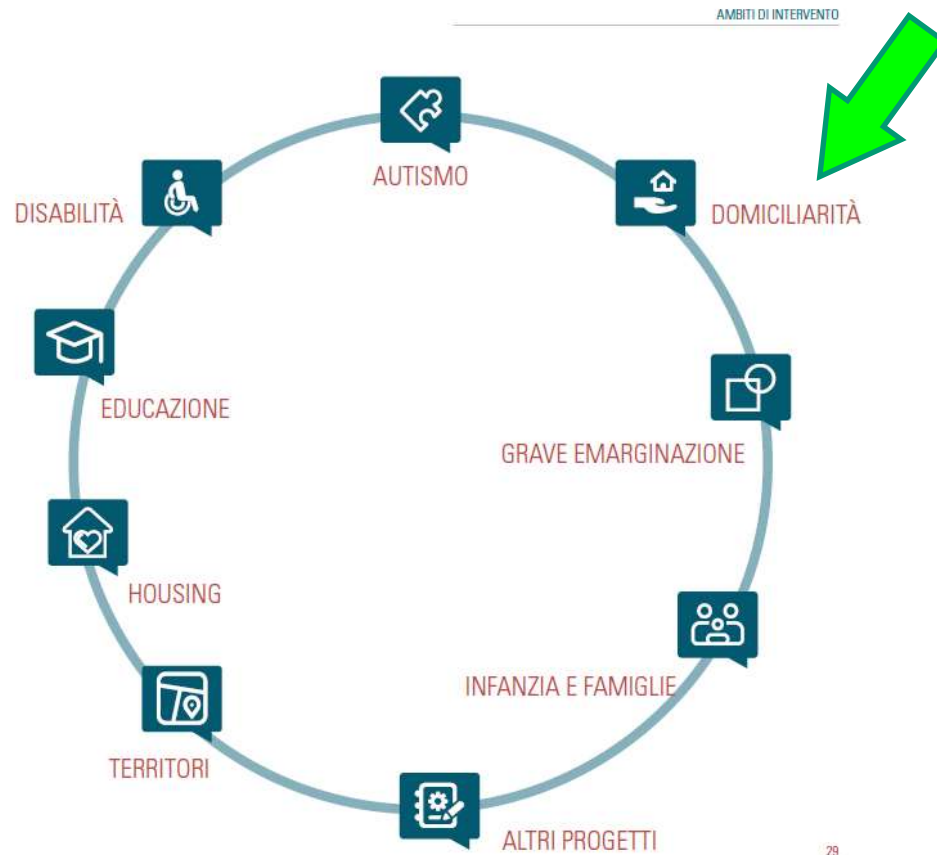 AMBITI DI INTERVENTO
AUTISMO
DISABILITÀ
DOMICILIARITÀ
EDUCAZIONE
GRAVE EMARGINAZIONE
HOUSING
INFANZIA E FAMIGLIE
TERRITORI
ALTRI PROGETTI
29